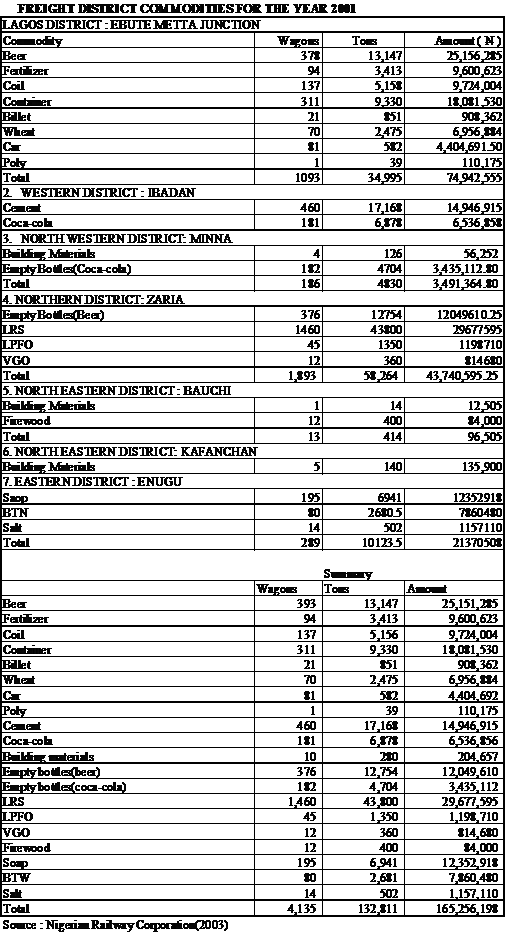 FREIGHT DISTRICT COMMODITIES FOR THE YEAR 2001
LAGOS DISTRICT : EBUTE METTA JUNCTION
Commodity Wagons Tons Amount ( N )
Beer 378 13,147 25,156,285
Fertilizer 94 3,413 9,600,623
Coil 137 5,158 9,724,004
Container 311 9,330 18,081,530
Billet 21 851 908,362
Wheat 70 2,475 6,956,884
Car 81 582 4,404,691.50
Poly 1 39 110,175
Total 1093 34,995 74,942,555
2. WESTERN DISTRICT : IBADAN
Cement 460 17,168 14,946,915
Coca-cola 181 6,878 6,536,858
3. NORTH WESTERN DISTRICT: MINNA
Building Materials 4 126 56,252
Empty Bottles(Coca-cola) 182 4704 3,435,112.80
Total 186 4830 3,491,364.80
4. NORTHERN DISTRICT: ZARIA
Empty Bottles(Beer) 376 12754 12049610.25
LRS 1460 43800 29677595
LPFO 45 1350 1198710
VGO 12 360 814680
Total 1,893 58,264 43,740,595.25
5. NORTH EASTERN DISTRICT : BAUCHI
Building Materials 1 14 12,505
Firewood 12 400 84,000
Total 13 414 96,505
6. NORTH EASTERN DISTRICT: KAFANCHAN
Building Materials 5 140 135,900
7. EASTERN DISTRICT : ENUGU
Saop 195 6941 12352918
BTN 80 2680.5 7860480
Salt 14 502 1157110
Total 289 10123.5 21370508
Summary
Wagons Tons Amount
Beer 393 13,147 25,151,285
Fertilizer 94 3,413 9,600,623
Coil 137 5,156 9,724,004
Container 311 9,330 18,081,530
Billet 21 851 908,362
Wheat 70 2,475 6,956,884
Car 81 582 4,404,692
Poly 1 39 110,175
Cement 460 17,168 14,946,915
Coca-cola 181 6,878 6,536,856
Building materials 10 280 204,657
Empty bottles(beer) 376 12,754 12,049,610
Empty bottles(coca-cola) 182 4,704 3,435,112
LRS 1,460 43,800 29,677,595
LPFO 45 1,350 1,198,710
VGO 12 360 814,680
Firewood 12 400 84,000
Soap 195 6,941 12,352,918
BTW 80 2,681 7,860,480
Salt 14 502 1,157,110
Total 4,135 132,811 165,256,198
Source : Nigerian Railway Corporation(2003)